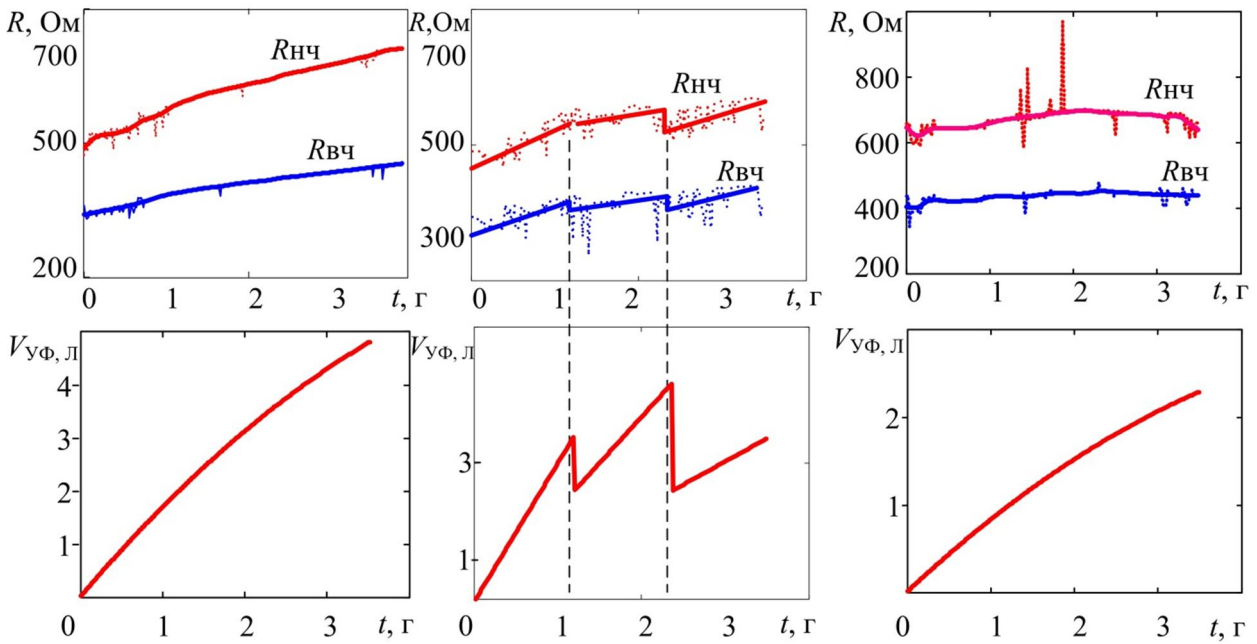 R, Ом
700
500
200
Rнч
Rвч
0 1 2 3 t, г
R,Ом
700
500
300
Rнч
Rвч
0 1 2 3 t, г
R, Ом
800
600
400
200
Rнч
Rвч
0 1 2 3 t, г
VУФ, Л
4
3
2
1
0 1 2 3 t, г
VУФ, Л
3
1
0 1 2 3 t, г
VУФ, Л
2
1
0 1 2 3 t, г